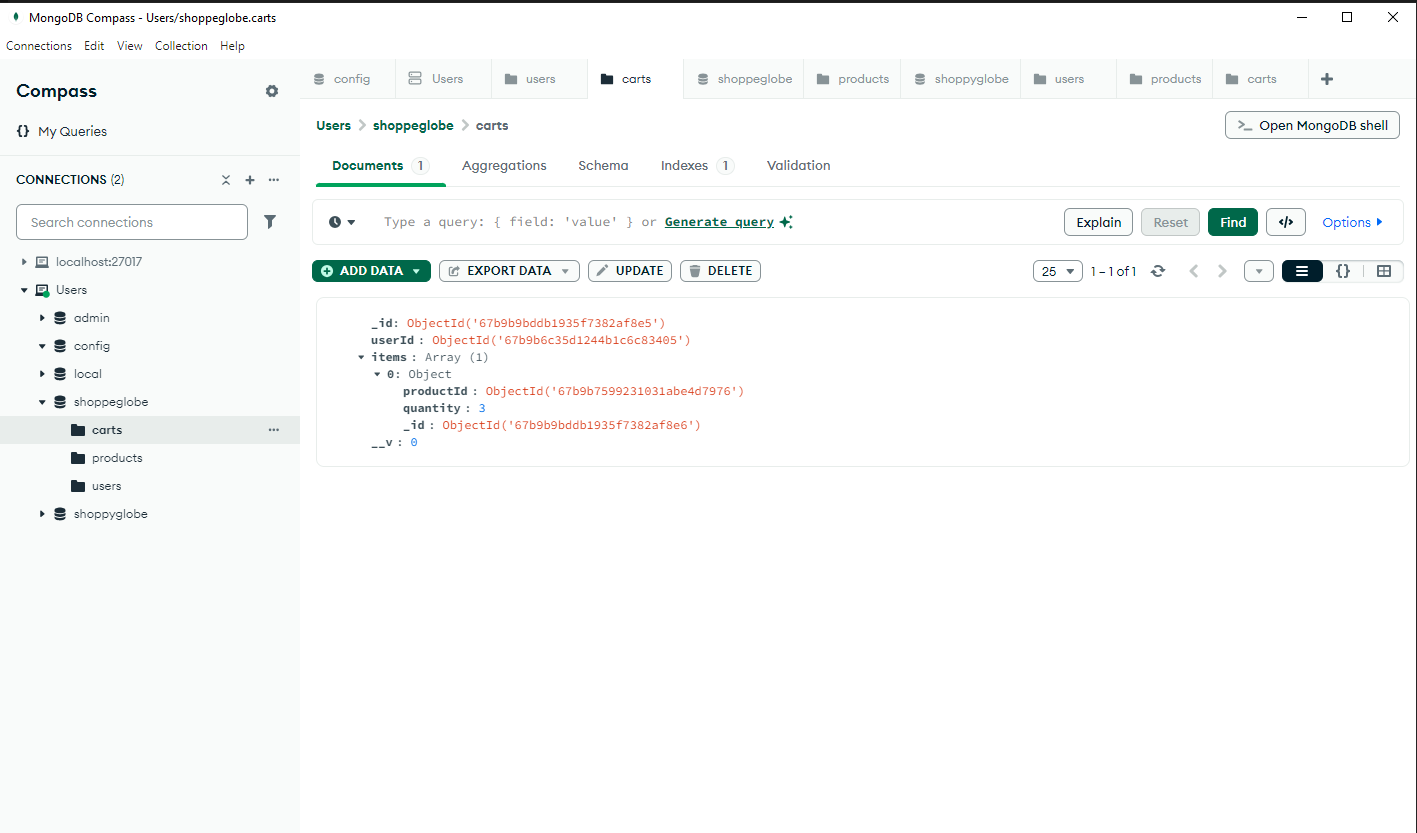 MongoDB Compass - Users/shoppeglobe.carts
Connections Edit View Collection Help
Compass
{} My Queries
CONNECTIONS (2)
Search connections
localhost:27017
Users
admin
config
local
shoppeglobe
carts
products
users
shoppyglobe
config Users users carts shoppeglobe products shoppyglobe users products carts
Users > shoppeglobe > carts
>_ Open MongoDB shell
Documents 1 Aggregations Schema Indexes 1 Validation
Type a query: { field: 'value' } or Generate query
Explain Reset Find </> Options
ADD DATA EXPORT DATA UPDATE DELETE
25 1 – 1 of 1 {}
_id: ObjectId('67b9b9bddb1935f7382af8e5')
userId : ObjectId('67b9b6c35d1244b1c6c83405')
items : Array (1)
0: Object
productId : ObjectId('67b9b7599231031abe4d7976')
quantity : 3
_id : ObjectId('67b9b9bddb1935f7382af8e6')
__v : 0